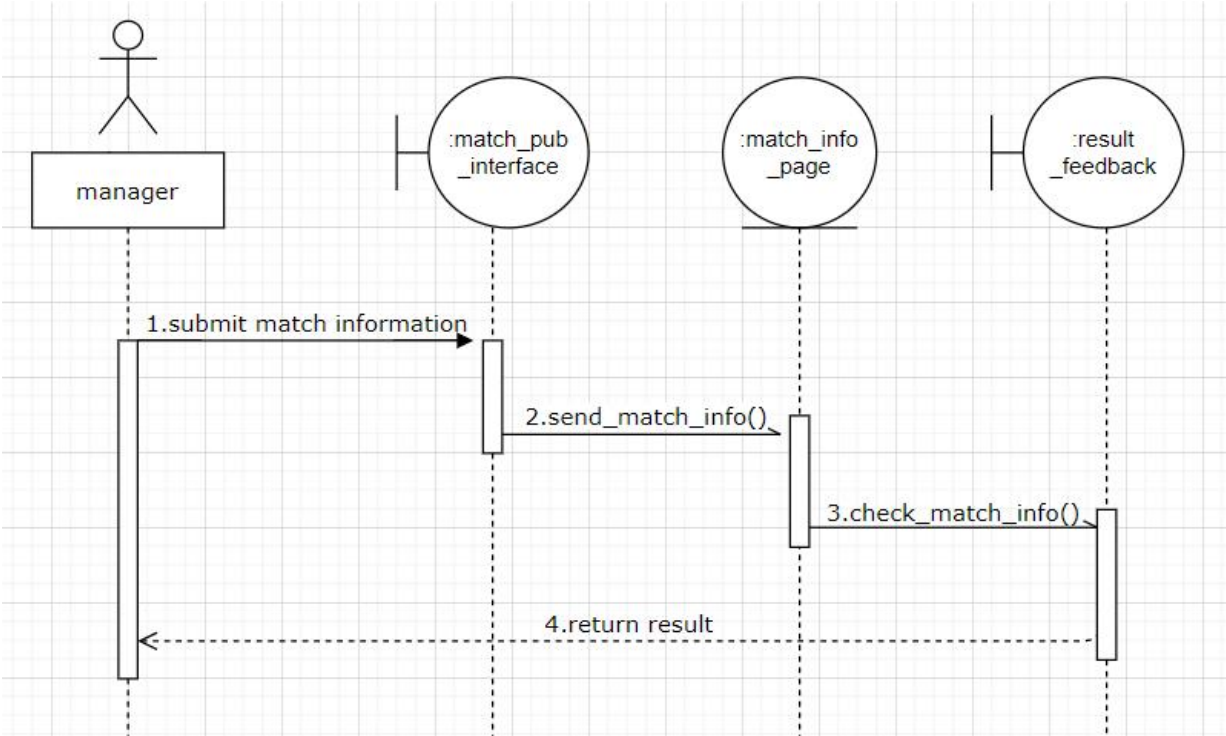 :match_pub
_interface
:match_info
_page
:result
_feedback
manager
1.submit match information
2.send_match_info()
3.check_match_info()
4.return result